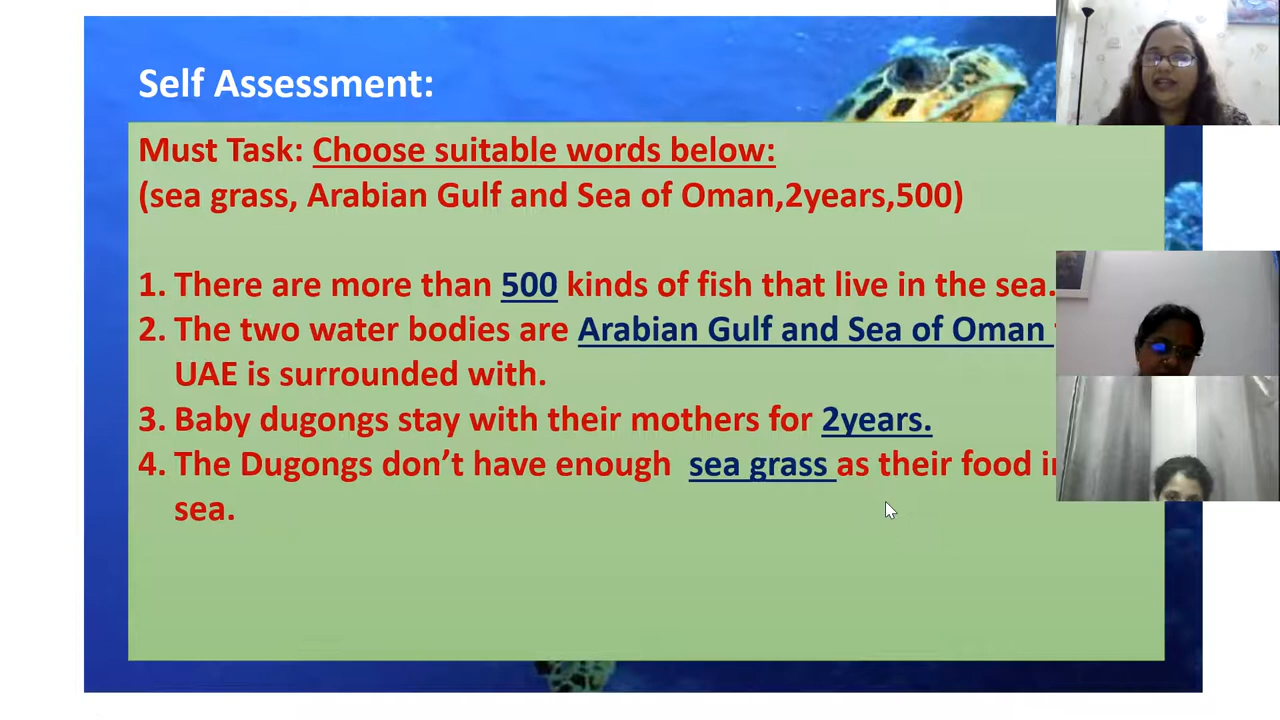 Self Assessment:
Must Task: Choose suitable words below:
(sea grass, Arabian Gulf and Sea of Oman,2years,500)
1. There are more than 500 kinds of fish that live in the sea.
2. The two water bodies are Arabian Gulf and Sea of Oman
UAE is surrounded with.
3. Baby dugongs stay with their mothers for 2years.
4. The Dugongs don’t have enough sea grass as their food
sea.